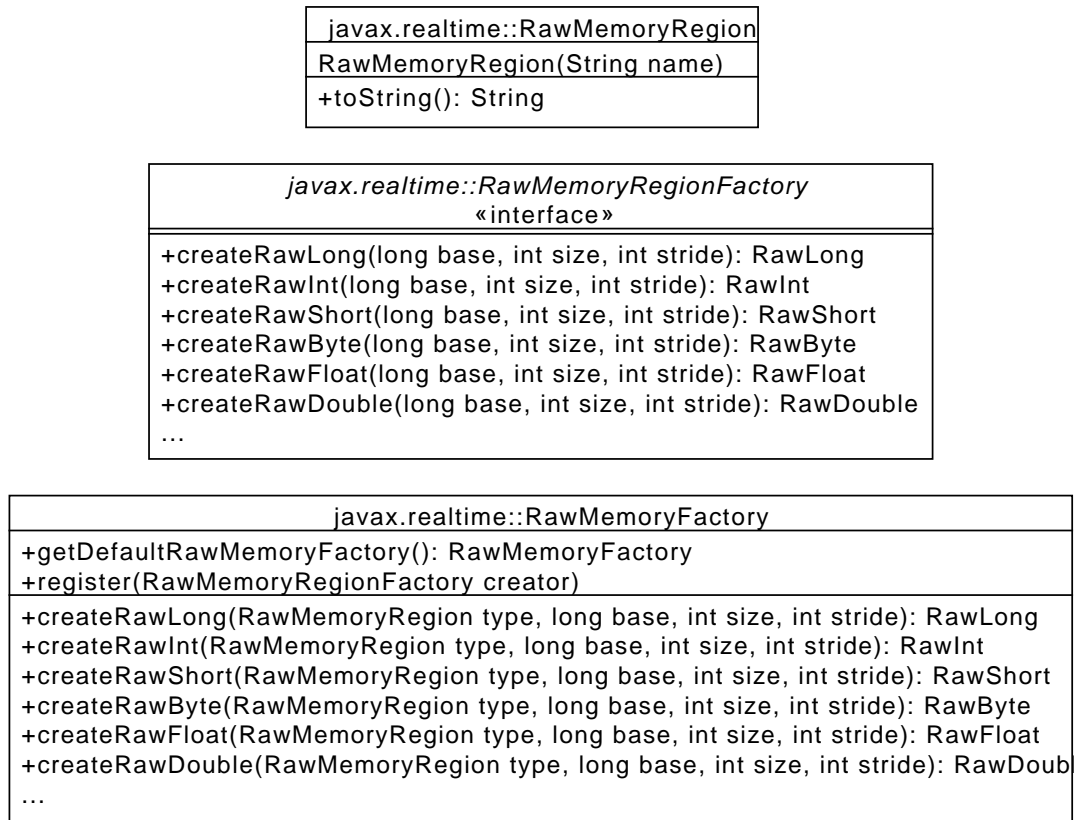 javax.realtime::RawMemoryRegion
RawMemoryRegion(String name)
+toString(): String
javax.realtime::RawMemoryRegionFactory
«interface»
+createRawLong(long base, int size, int stride): RawLong
+createRawInt(long base, int size, int stride): RawInt
+createRawShort(long base, int size, int stride): RawShort
+createRawByte(long base, int size, int stride): RawByte
+createRawFloat(long base, int size, int stride): RawFloat
+createRawDouble(long base, int size, int stride): RawDouble
...
javax.realtime::RawMemoryFactory
+getDefaultRawMemoryFactory(): RawMemoryFactory
+register(RawMemoryRegionFactory creator)
+createRawLong(RawMemoryRegion type, long base, int size, int stride): RawLong
+createRawInt(RawMemoryRegion type, long base, int size, int stride): RawInt
+createRawShort(RawMemoryRegion type, long base, int size, int stride): RawShort
+createRawByte(RawMemoryRegion type, long base, int size, int stride): RawByte
+createRawFloat(RawMemoryRegion type, long base, int size, int stride): RawFloat
+createRawDouble(RawMemoryRegion type, long base, int size, int stride): RawDoubl
...